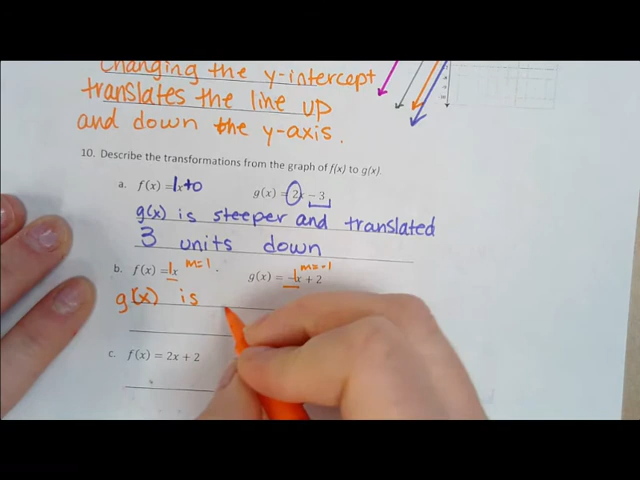 Changing the y-intercept
translates the line up
and down the y-axis.
10. Describe the transformations from the graph of f(x) to g(x).
a. f(x) = 1x+0 g(x) = 2x - 3
g(x) is steeper and translated
3 units down
b. f(x) = 1x m=1. g(x) = -1x + 2 m=-1
g(x) is
c. f(x) = 2x + 2